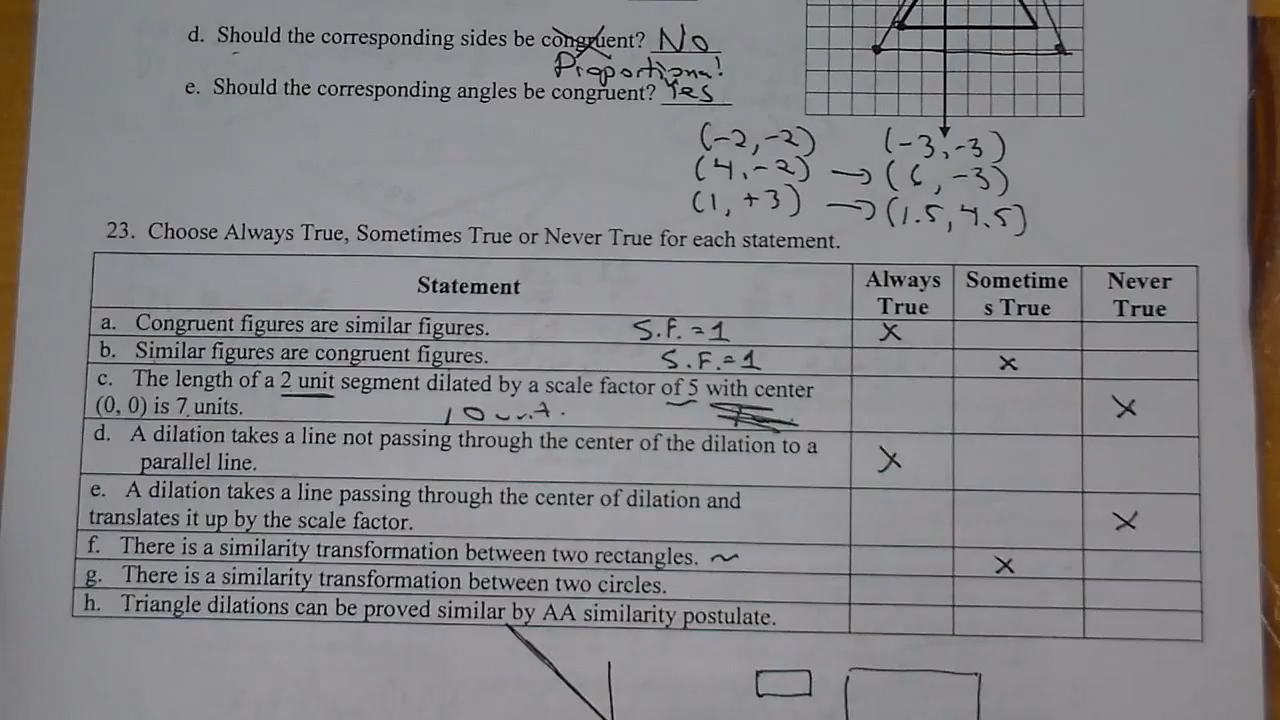 d. Should the corresponding sides be congruent? No
Proportional!
e. Should the corresponding angles be congruent? Yes
(-2,-2) (-3,-3)
(4,-2) → (6,-3)
(1,+3) → (1.5,4.5)
23. Choose Always True, Sometimes True or Never True for each statement.
Statement
Always
True
Sometime
s True
Never
True
a. Congruent figures are similar figures. S.F.=1 X
b. Similar figures are congruent figures. S.F.=1 X
c. The length of a 2 unit segment dilated by a scale factor of 5 with center
(0, 0) is 7 units. 10 unit. X
d. A dilation takes a line not passing through the center of the dilation to a
parallel line. X
e. A dilation takes a line passing through the center of dilation and
translates it up by the scale factor. X
f. There is a similarity transformation between two rectangles. ~ X
g. There is a similarity transformation between two circles.
h. Triangle dilations can be proved similar by AA similarity postulate.